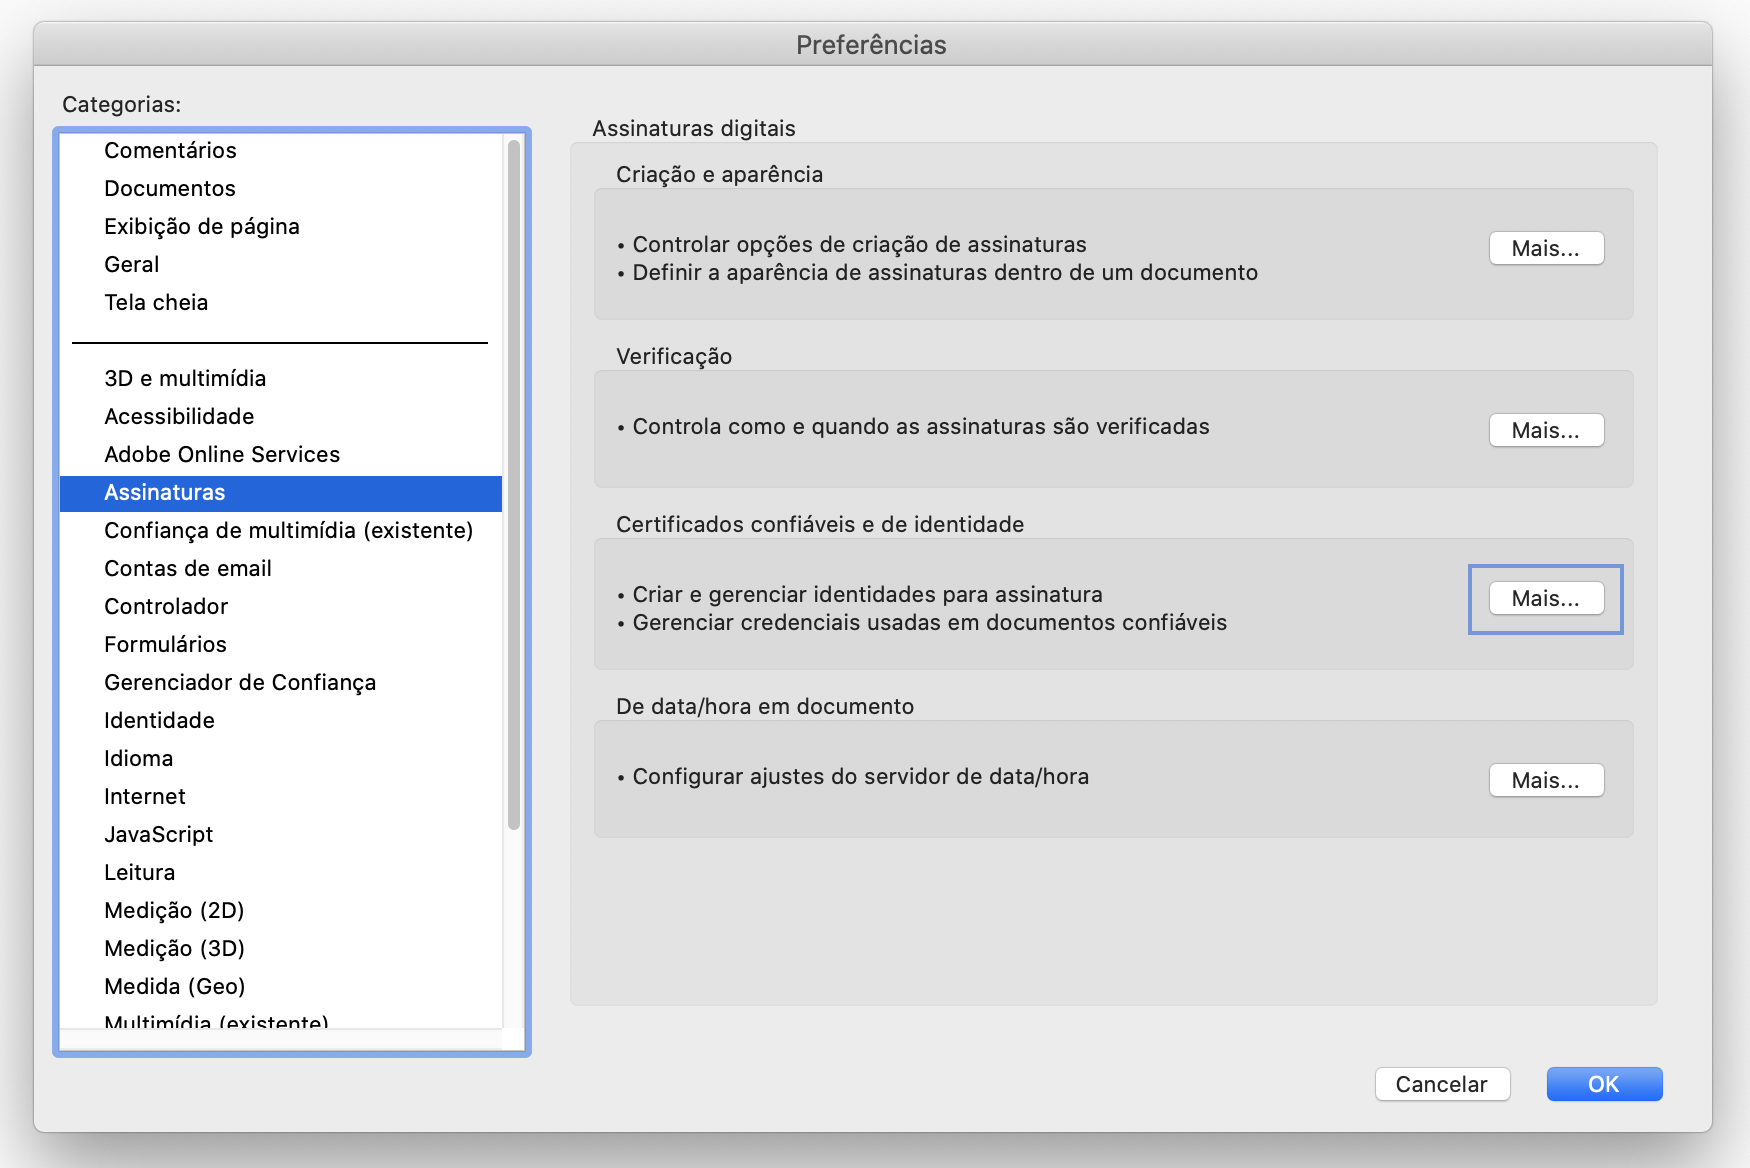 Preferências
Categorias:
Comentários
Documentos
Exibição de página
Geral
Tela cheia
3D e multimídia
Acessibilidade
Adobe Online Services
Assinaturas
Confiança de multimídia (existente)
Contas de email
Controlador
Formulários
Gerenciador de Confiança
Identidade
Idioma
Internet
JavaScript
Leitura
Medição (2D)
Medição (3D)
Medida (Geo)
Multimídia (existente)
Assinaturas digitais
Criação e aparência
• Controlar opções de criação de assinaturas
• Definir a aparência de assinaturas dentro de um documento
Mais...
Verificação
• Controla como e quando as assinaturas são verificadas
Mais...
Certificados confiáveis e de identidade
• Criar e gerenciar identidades para assinatura
• Gerenciar credenciais usadas em documentos confiáveis
Mais...
De data/hora em documento
• Configurar ajustes do servidor de data/hora
Mais...
Cancelar
OK